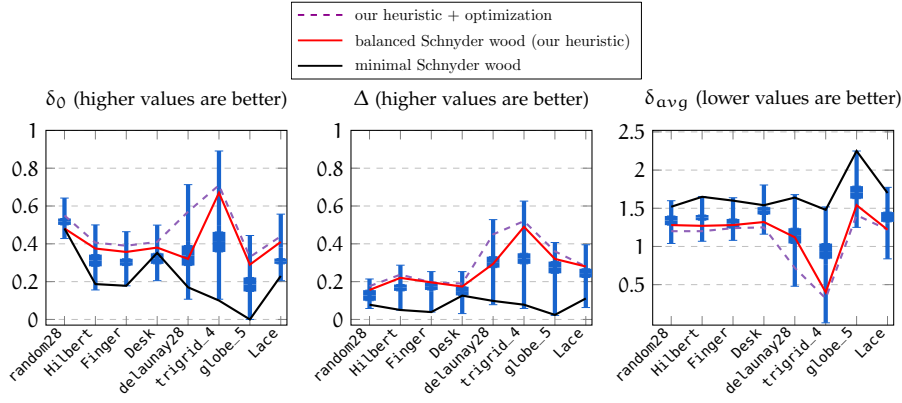 our heuristic + optimization
balanced Schnyder wood (our heuristic)
minimal Schnyder wood
δ0 (higher values are better)
1
0.8
0.6
0.4
0.2
0
random28
Hilbert
Finger
Desk
delaunay28
trigrid_4
globe_5
Lace
Δ (higher values are better)
1
0.8
0.6
0.4
0.2
0
random28
Hilbert
Finger
Desk
delaunay28
trigrid_4
globe_5
Lace
δavg (lower values are better)
2.5
2
1.5
1
0.5
random28
Hilbert
Finger
Desk
delaunay28
trigrid_4
globe_5
Lace